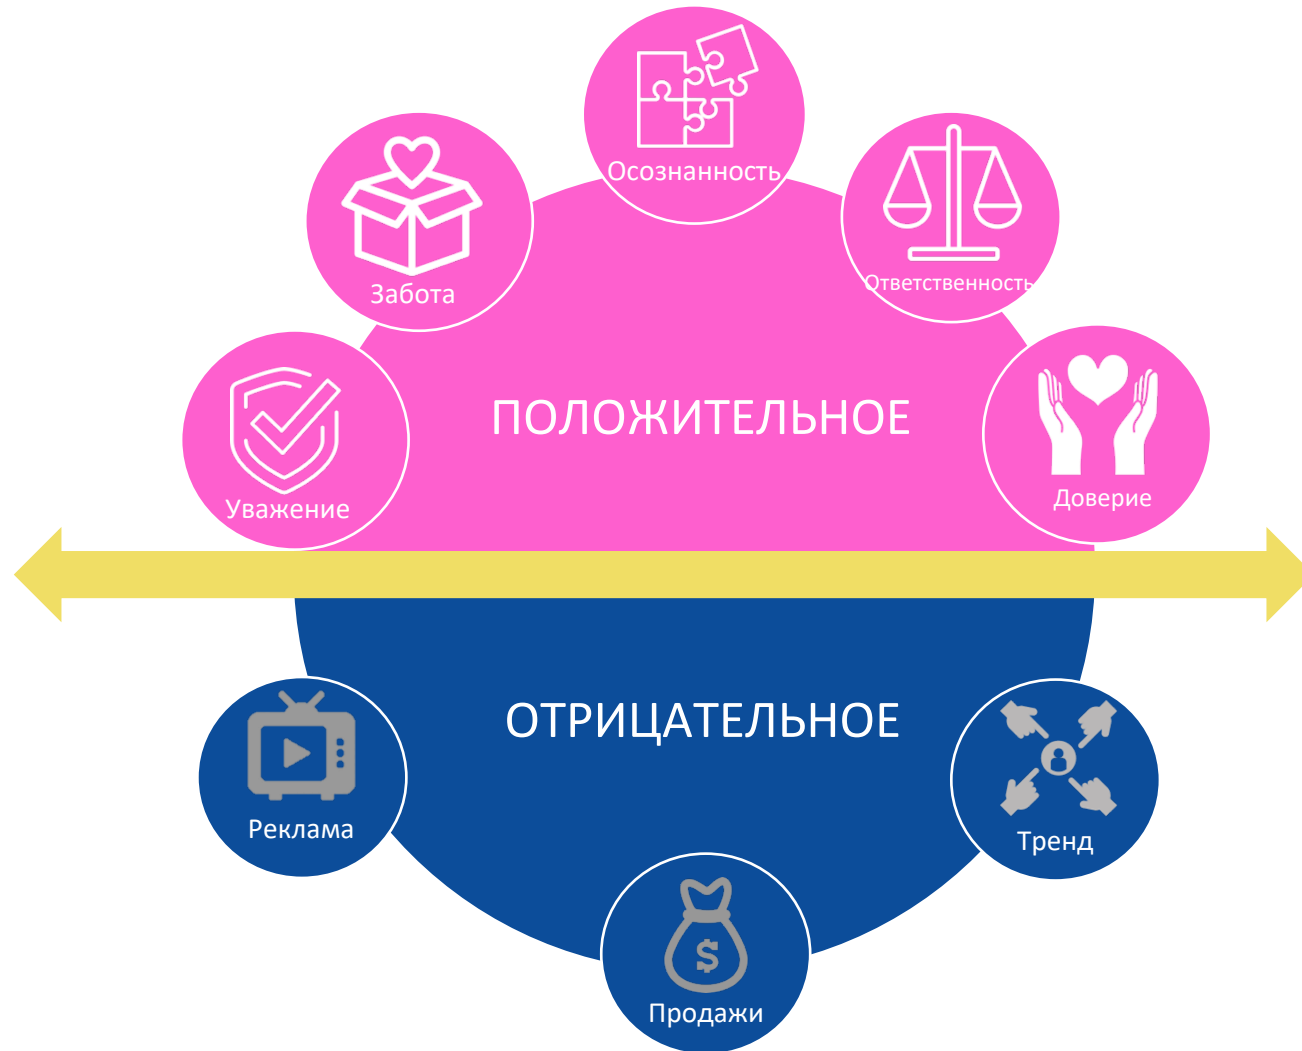 Осознанность
Забота
Ответственность
ПОЛОЖИТЕЛЬНОЕ
Уважение
Доверие
ОТРИЦАТЕЛЬНОЕ
Реклама
Тренд
$
Продажи